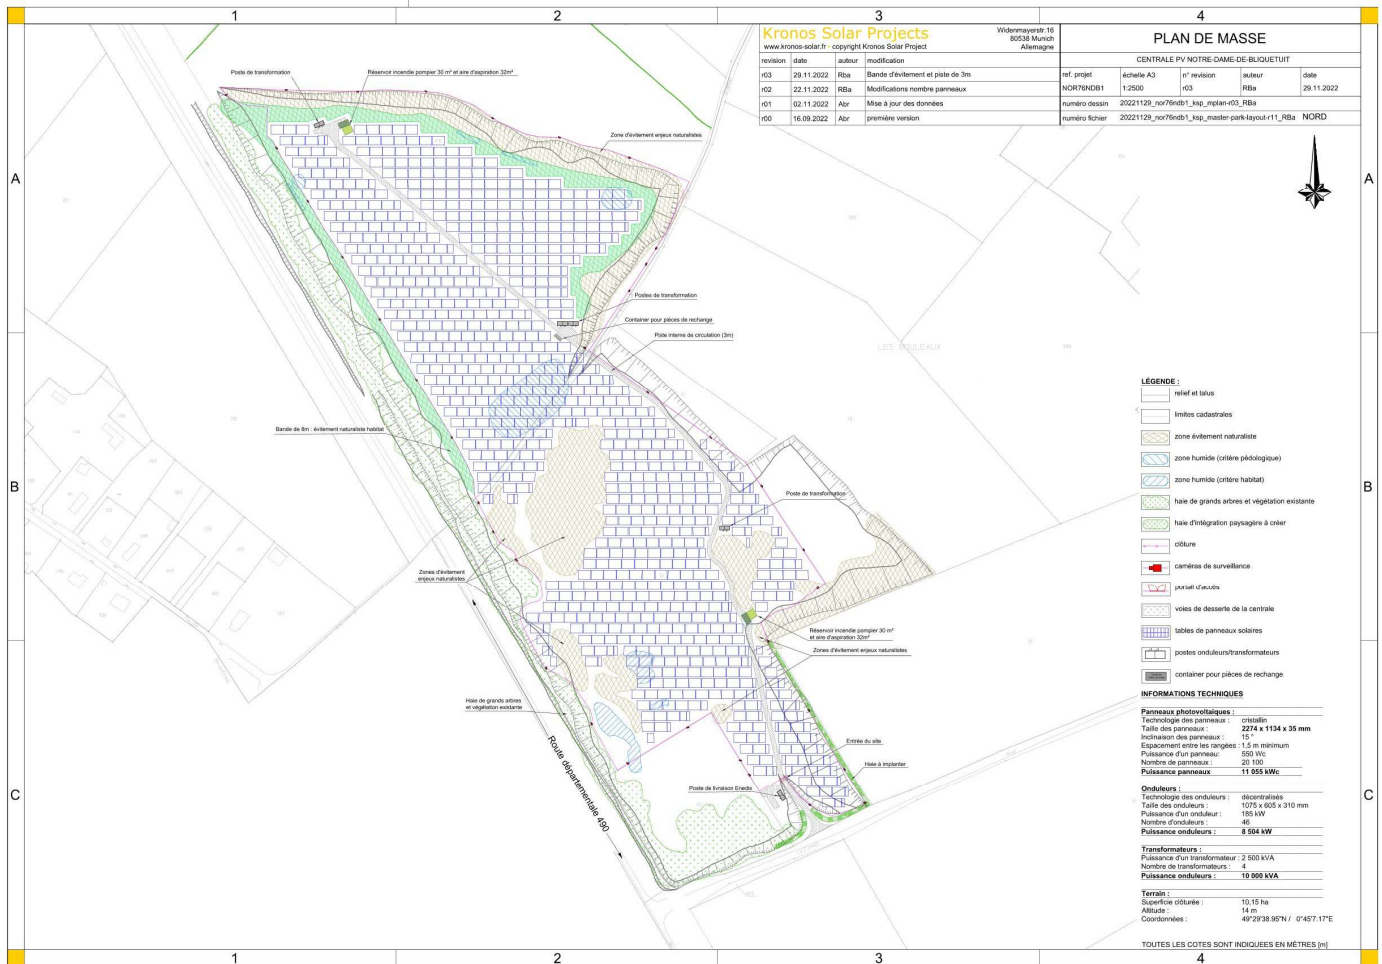 1 2 3 4
Kronos Solar Projects
www.kronos-solar.fr - copyright Kronos Solar Project
Widenmayerstr.16
80538 Munich
Allemagne
PLAN DE MASSE
CENTRALE PV NOTRE-DAME-DE-BLIQUETUIT
revision date auteur modification
r03 29.11.2022 Rba Bande d'évitement et piste de 3m
r02 22.11.2022 RBa Modifications nombre panneaux
r01 02.11.2022 Abr Mise à jour des données
r00 16.09.2022 Abr première version
ref. projet échelle A3 n° revision auteur date
NOR76NDB1 1:2500 r03 RBa 29.11.2022
numéro dessin 20221129_nor76ndb1_ksp_mplan-r03_RBa
numéro fichier 20221129_nor76ndb1_ksp_master-park-layout-r11_RBa
NORD
Poste de transformation
Réservoir incendie pompier 30 m³ et aire d'aspiration 32m²
Zone d'évitement enjeux naturalistes
A A
Postes de transformation
Container pour pièces de rechange
Piste interne de circulation (3m)
LES BOULEAUX
Bande de 8m : évitement naturaliste habitat
B B
Poste de transformation
Zones d'évitement
enjeux naturalistes
Réservoir incendie pompier 30 m³
et aire d'aspiration 32m²
Zones d'évitement enjeux naturalistes
Haie de grands arbres
et végétation existante
Route départementale 490
Entrée du site
Haie à implanter
Poste de livraison Enedis
C C
LÉGENDE :
relief et talus
limites cadastrales
zone évitement naturaliste
zone humide (critère pédologique)
zone humide (critère habitat)
haie de grands arbres et végétation existante
haie d'intégration paysagère à créer
clôture
caméras de surveillance
portail d'accès
voies de desserte de la centrale
tables de panneaux solaires
postes onduleurs/transformateurs
container pour pièces de rechange
INFORMATIONS TECHNIQUES
Panneaux photovoltaiques :
Technologie des panneaux : cristallin
Taille des panneaux : 2274 x 1134 x 35 mm
Inclinaison des panneaux : 15 °
Espacement entre les rangées : 1,5 m minimum
Puissance d'un panneau: 550 Wc
Nombre de panneaux : 20 100
Puissance panneaux 11 055 kWc
Onduleurs :
Technologie des onduleurs : décentralisés
Taille des onduleurs : 1075 x 605 x 310 mm
Puissance d'un onduleur : 185 kW
Nombre d'onduleurs : 46
Puissance onduleurs : 8 504 kW
Transformateurs :
Puissance d'un transformateur : 2 500 kVA
Nombre de transformateurs : 4
Puissance onduleurs : 10 000 kVA
Terrain :
Superficie clôturée : 10,15 ha
Altitude : 14 m
Coordonnées : 49°29'38.95"N / 0°45'7.17"E
TOUTES LES COTES SONT INDIQUEES EN MÈTRES [m]
1 2 3 4